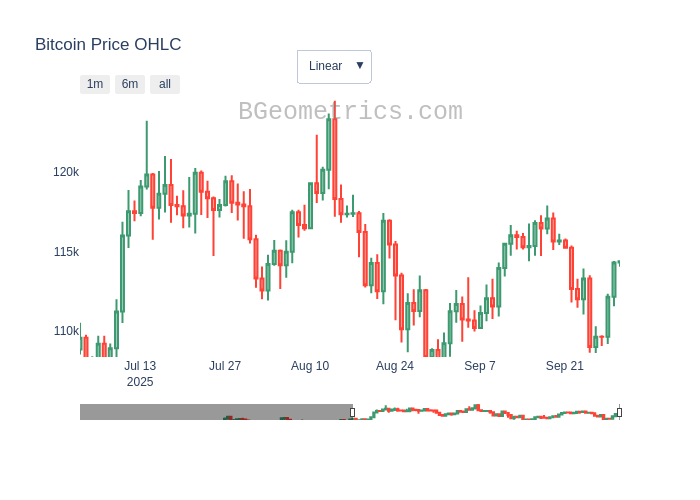 Bitcoin Price OHLC
Linear ▼
1m 6m all
BGeometrics.com
120k
115k
110k
Jul 13 Jul 27 Aug 10 Aug 24 Sep 7 Sep 21
2025